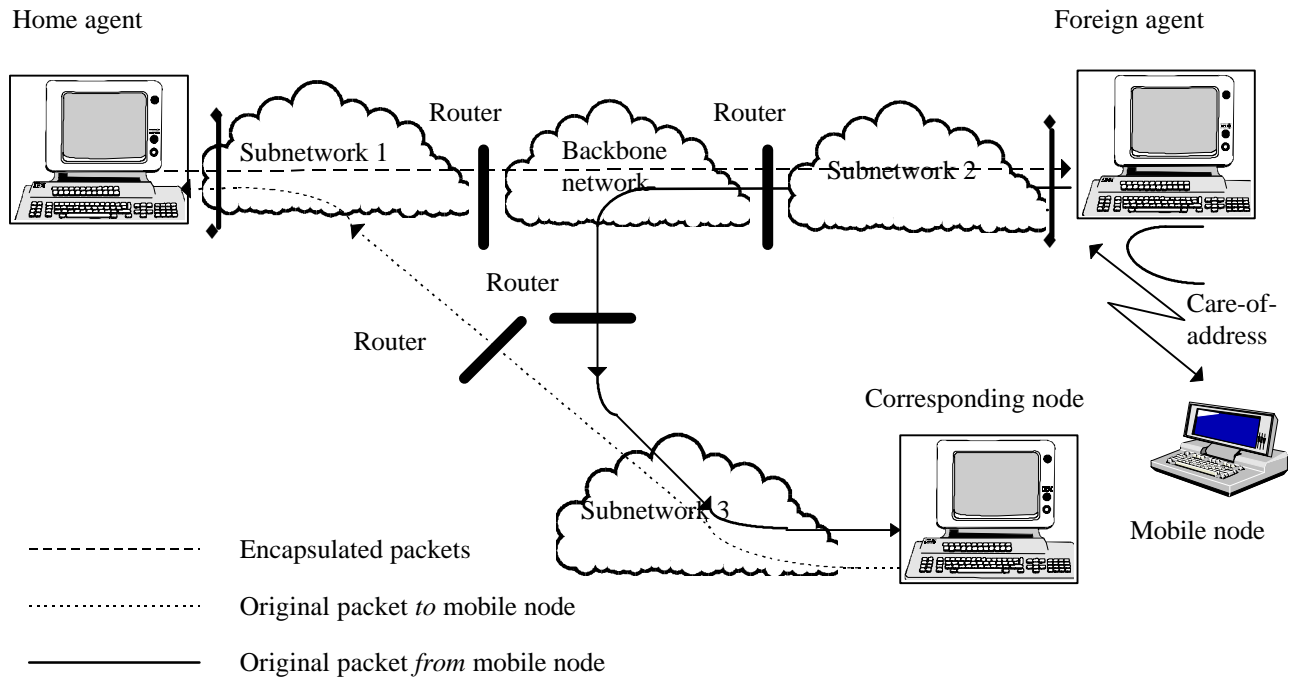 Home agent
Foreign agent
Router
Router
Subnetwork 1
Backbone
network
Subnetwork 2
Router
Router
Care-of-
address
Corresponding node
Subnetwork 3
Mobile node
Encapsulated packets
Original packet to mobile node
Original packet from mobile node